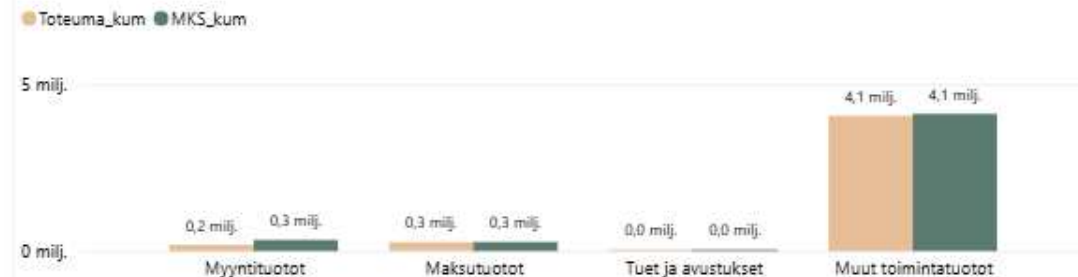 Toteuma_kum MKS_kum
5 milj.
4,1 milj. 4,1 milj.
0,2 milj. 0,3 milj. 0,3 milj. 0,3 milj. 0,0 milj. 0,0 milj.
0 milj.
Myyntituotot Maksutuotot Tuet ja avustukset Muut toimintatuotot